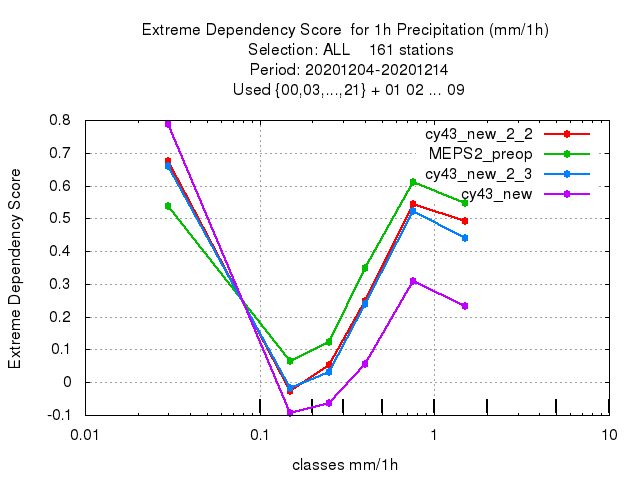 Extreme Dependency Score  for 1h Precipitation (mm/1h)
Selection: ALL    161 stations
Period: 20201204-20201214
Used {00,03,...,21} + 01 02 ... 09
cy43_new_2_2
MEPS2_preop
cy43_new_2_3
cy43_new
Extreme Dependency Score
0.8
0.7
0.6
0.5
0.4
0.3
0.2
0.1
0
-0.1
0.01
0.1
1
10
classes mm/1h